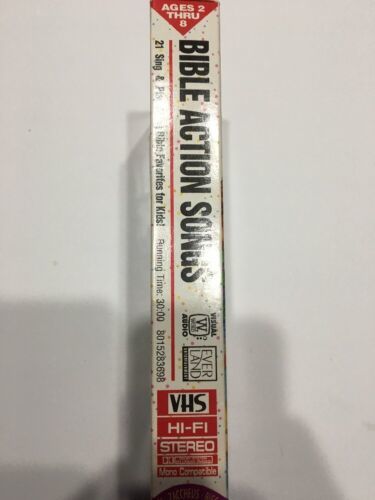 AGES 2
THRU
8
BIBLE ACTION SONGS
21 Sing & Bible Favorites for Kids! Running Time: 30:00 8015283698
VISUAL
AUDIO
EVER
LAND
VHS
HI-FI
STEREO
Mono Compatible
ZACCHEUS